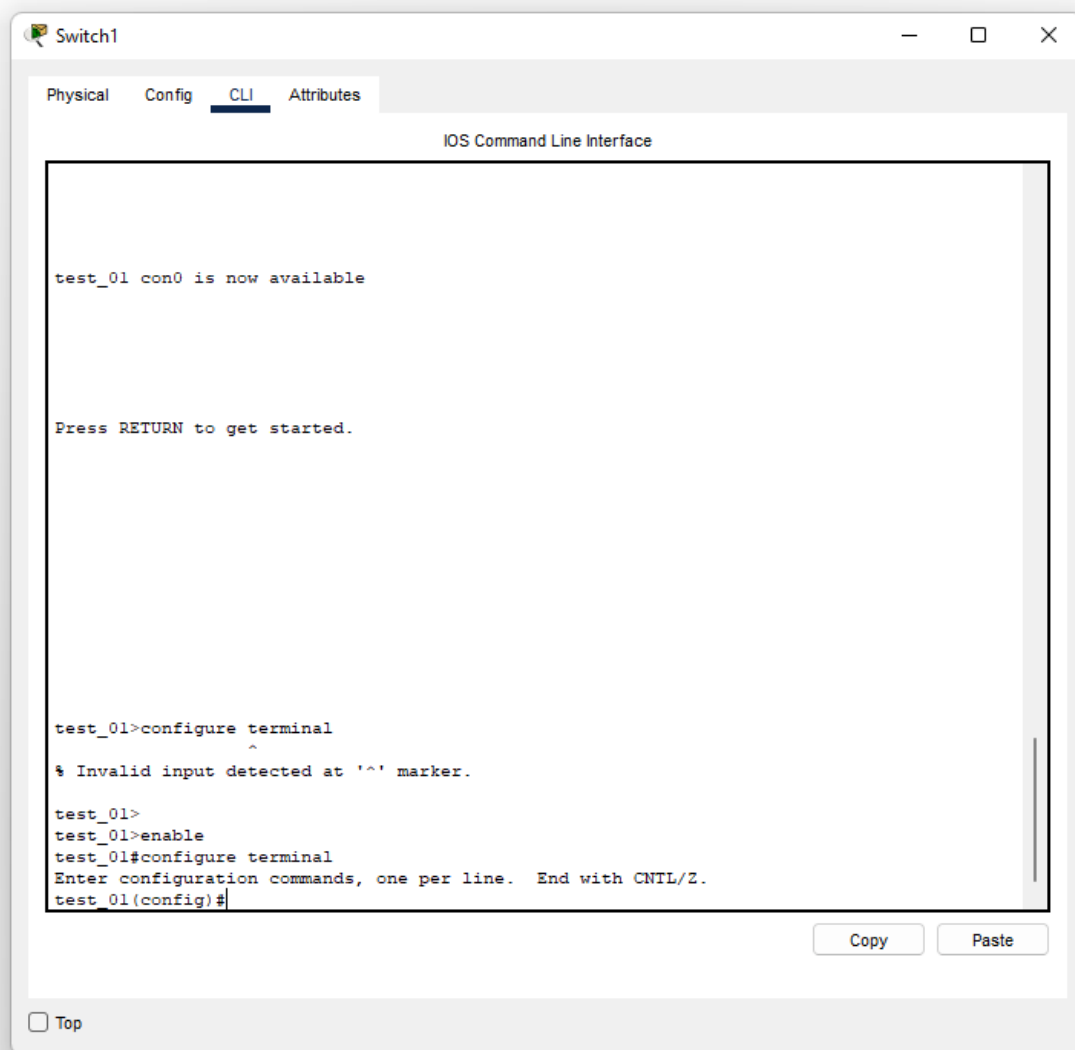 Switch1
Physical Config CLI Attributes
IOS Command Line Interface
test_01 con0 is now available
Press RETURN to get started.
test_01>configure terminal
^
% Invalid input detected at '^' marker.
test_01>
test_01>enable
test_01#configure terminal
Enter configuration commands, one per line.  End with CNTL/Z.
test_01(config)#
Copy Paste
Top